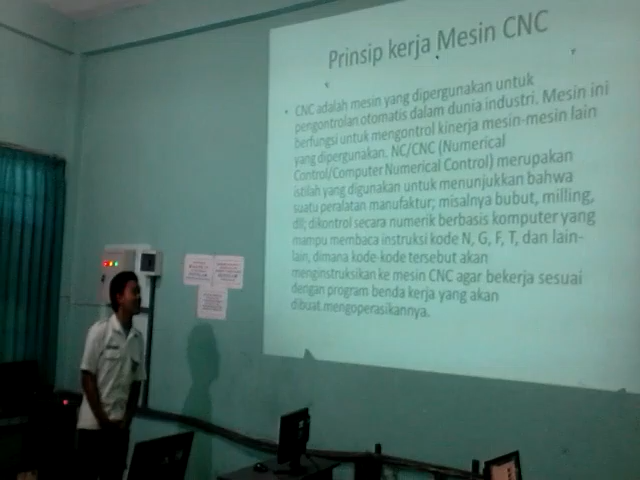 Prinsip kerja Mesin CNC
• CNC adalah mesin yang dipergunakan untuk
pengontrolan otomatis dalam dunia industri. Mesin ini
berfungsi untuk mengontrol kinerja mesin-mesin lain
yang dipergunakan. NC/CNC (Numerical
Control/Computer Numerical Control) merupakan
istilah yang digunakan untuk menunjukkan bahwa
suatu peralatan manufaktur; misalnya bubut, milling,
dll; dikontrol secara numerik berbasis komputer yang
mampu membaca instruksi kode N, G, F, T, dan lain-
lain, dimana kode-kode tersebut akan
menginstruksikan ke mesin CNC agar bekerja sesuai
dengan program benda kerja yang akan
dibuat.mengoperasikannya.